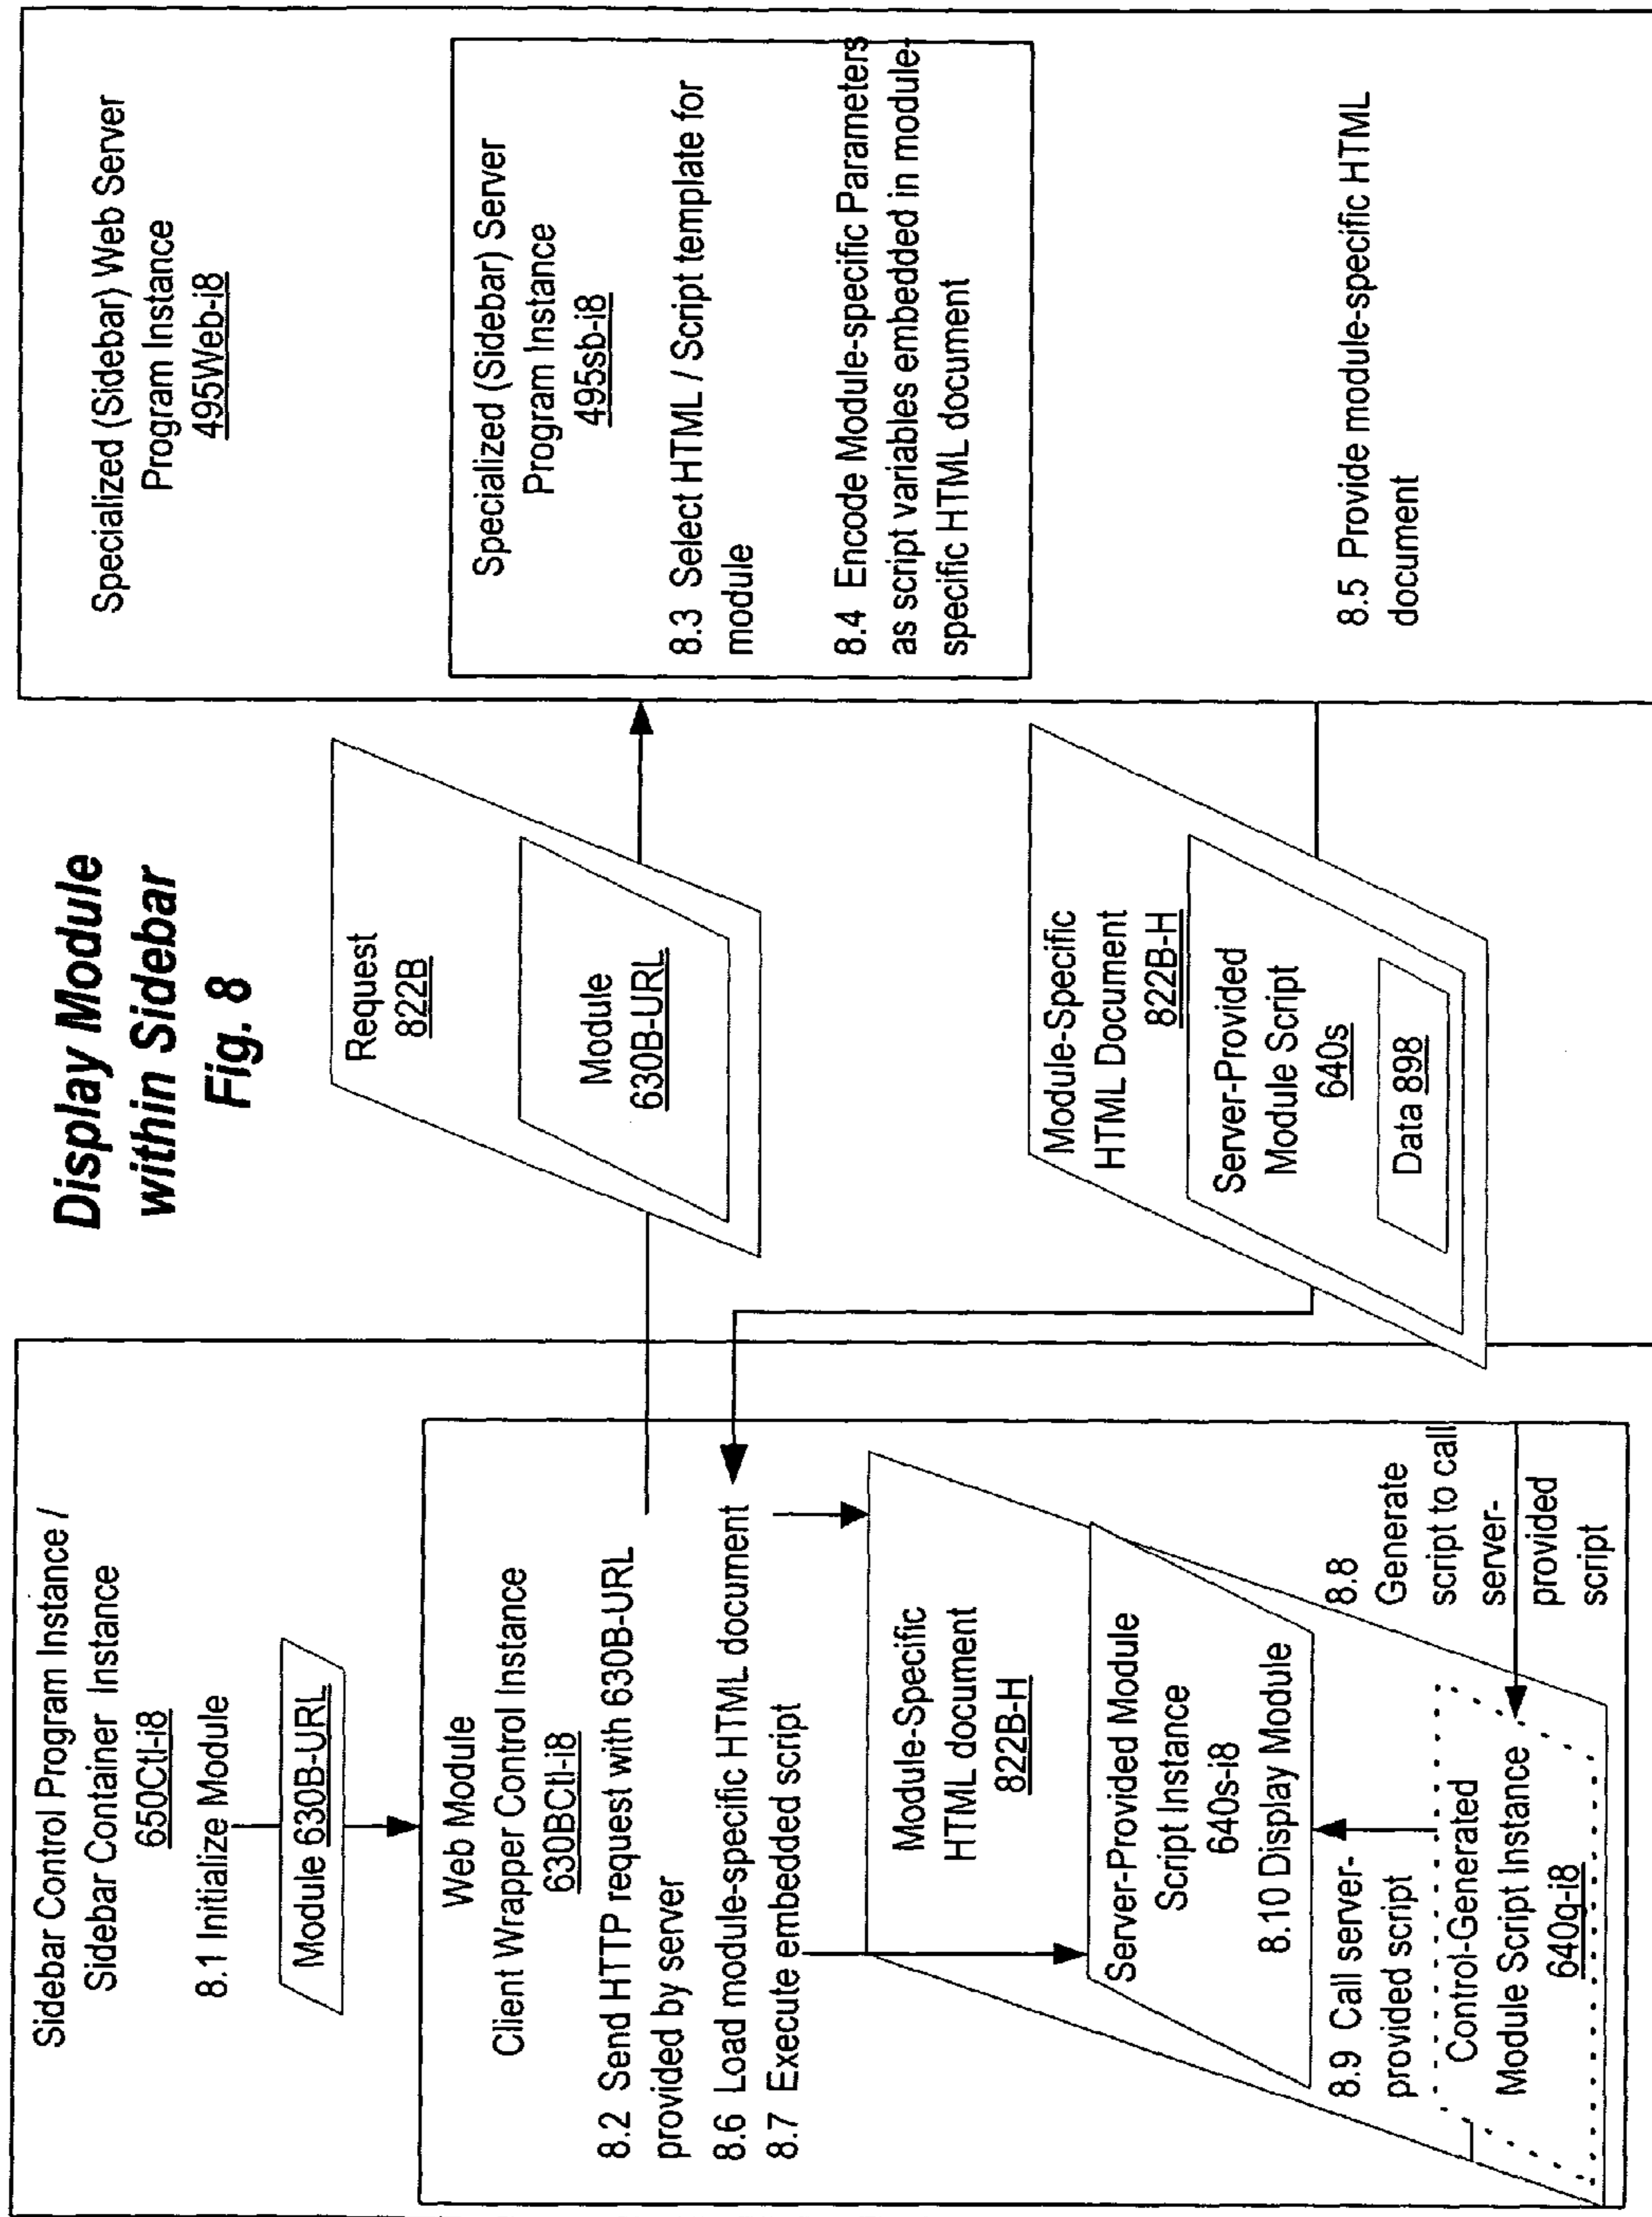 Display Module
within Sidebar
Fig. 8
Sidebar Control Program Instance /
Sidebar Container Instance
650Ctl-i8
8.1 Initialize Module
Module 630B-URL
Web Module
Client Wrapper Control Instance
630BCtl-i8
8.2 Send HTTP request with 630B-URL
provided by server
8.6 Load module-specific HTML document
8.7 Execute embedded script
Module-Specific
HTML document
822B-H
Server-Provided Module
Script Instance
640s-i8
8.10 Display Module
8.9 Call server-
provided script
Control-Generated
Module Script Instance
640q-i8
8.8
Generate
script to call
server-
provided
script
Request
822B
Module
630B-URL
Module-Specific
HTML Document
822B-H
Server-Provided
Module Script
640s
Data 898
Specialized (Sidebar) Web Server
Program Instance
495Web-i8
Specialized (Sidebar) Server
Program Instance
495sb-i8
8.3 Select HTML / Script template for
module
8.4 Encode Module-specific Parameters
as script variables embedded in module-
specific HTML document
8.5 Provide module-specific HTML
document